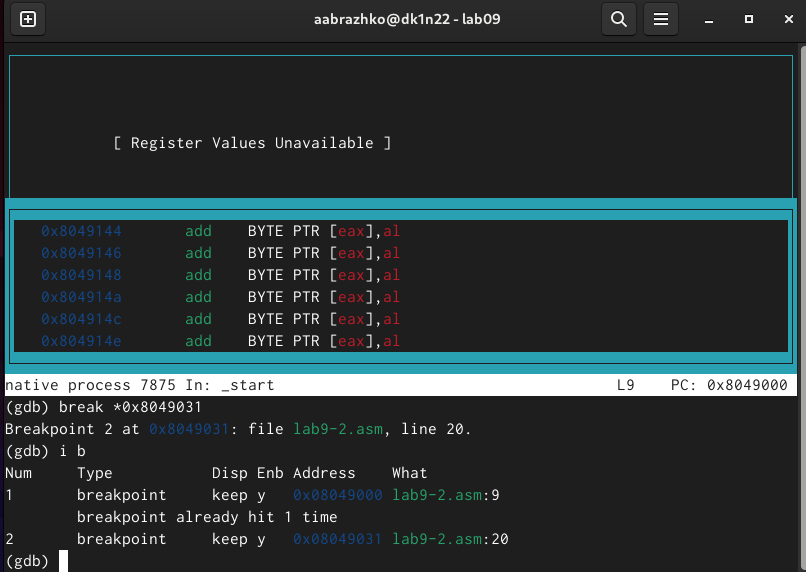 aabrazhko@dk1n22 - lab09
[ Register Values Unavailable ]
0x8049144 add BYTE PTR [eax],al
0x8049146 add BYTE PTR [eax],al
0x8049148 add BYTE PTR [eax],al
0x804914a add BYTE PTR [eax],al
0x804914c add BYTE PTR [eax],al
0x804914e add BYTE PTR [eax],al
native process 7875 In: _start L9 PC: 0x8049000
(gdb) break *0x8049031
Breakpoint 2 at 0x8049031: file lab9-2.asm, line 20.
(gdb) i b
Num Type Disp Enb Address What
1 breakpoint keep y 0x08049000 lab9-2.asm:9
breakpoint already hit 1 time
2 breakpoint keep y 0x08049031 lab9-2.asm:20
(gdb)